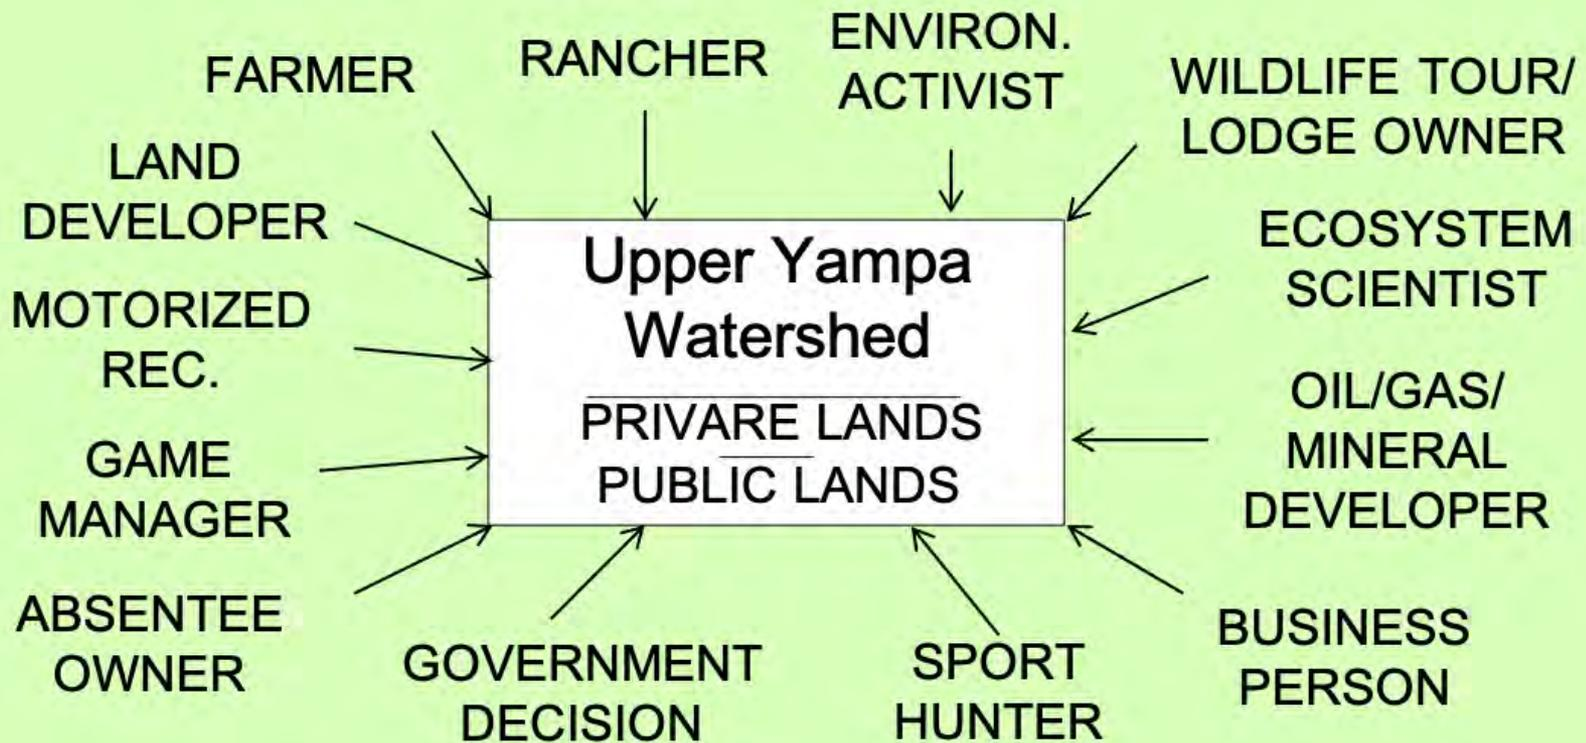 FARMER
RANCHER
ENVIRON.
ACTIVIST
WILDLIFE TOUR/
LODGE OWNER
LAND
DEVELOPER
ECOSYSTEM
SCIENTIST
MOTORIZED
REC.
Upper Yampa
Watershed
PRIVARE LANDS
PUBLIC LANDS
OIL/GAS/
MINERAL
DEVELOPER
GAME
MANAGER
ABSENTEE
OWNER
GOVERNMENT
DECISION
SPORT
HUNTER
BUSINESS
PERSON